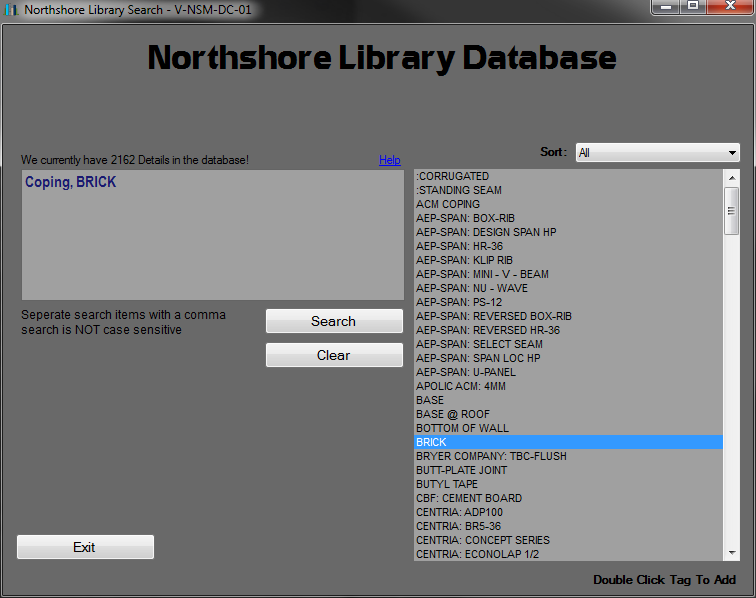 Northshore Library Search - V-NSM-DC-01
Northshore Library Database
We currently have 2162 Details in the database!
Help
Sort:
All
Coping, BRICK
Seperate search items with a comma
search is NOT case sensitive
Search
Clear
Exit
:CORRUGATED
:STANDING SEAM
ACM COPING
AEP-SPAN: BOX-RIB
AEP-SPAN: DESIGN SPAN HP
AEP-SPAN: HR-36
AEP-SPAN: KLIP RIB
AEP-SPAN: MINI - V - BEAM
AEP-SPAN: NU - WAVE
AEP-SPAN: PS-12
AEP-SPAN: REVERSED BOX-RIB
AEP-SPAN: REVERSED HR-36
AEP-SPAN: SELECT SEAM
AEP-SPAN: SPAN LOC HP
AEP-SPAN: U-PANEL
APOLIC ACM: 4MM
BASE
BASE @ ROOF
BOTTOM OF WALL
BRICK
BRYER COMPANY: TBC-FLUSH
BUTT-PLATE JOINT
BUTYL TAPE
CBF: CEMENT BOARD
CENTRIA: ADP100
CENTRIA: BR5-36
CENTRIA: CONCEPT SERIES
CENTRIA: ECONOLAP 1/2
Double Click Tag To Add